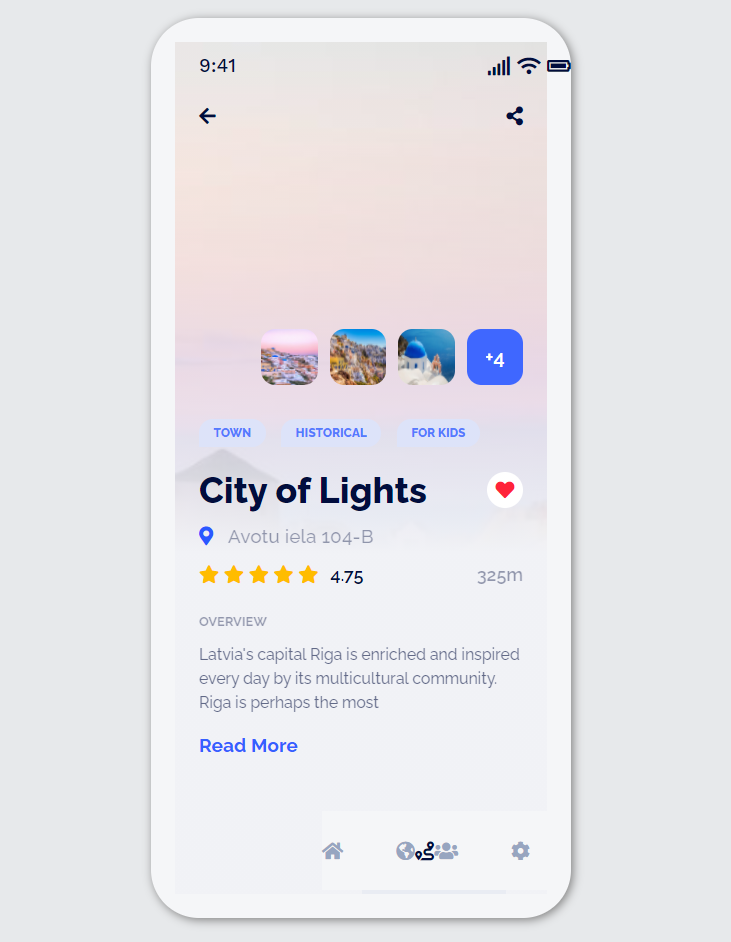 9:41
+4
TOWN HISTORICAL FOR KIDS
City of Lights
Avotu iela 104-B
4.75 325m
OVERVIEW
Latvia's capital Riga is enriched and inspired
every day by its multicultural community.
Riga is perhaps the most
Read More